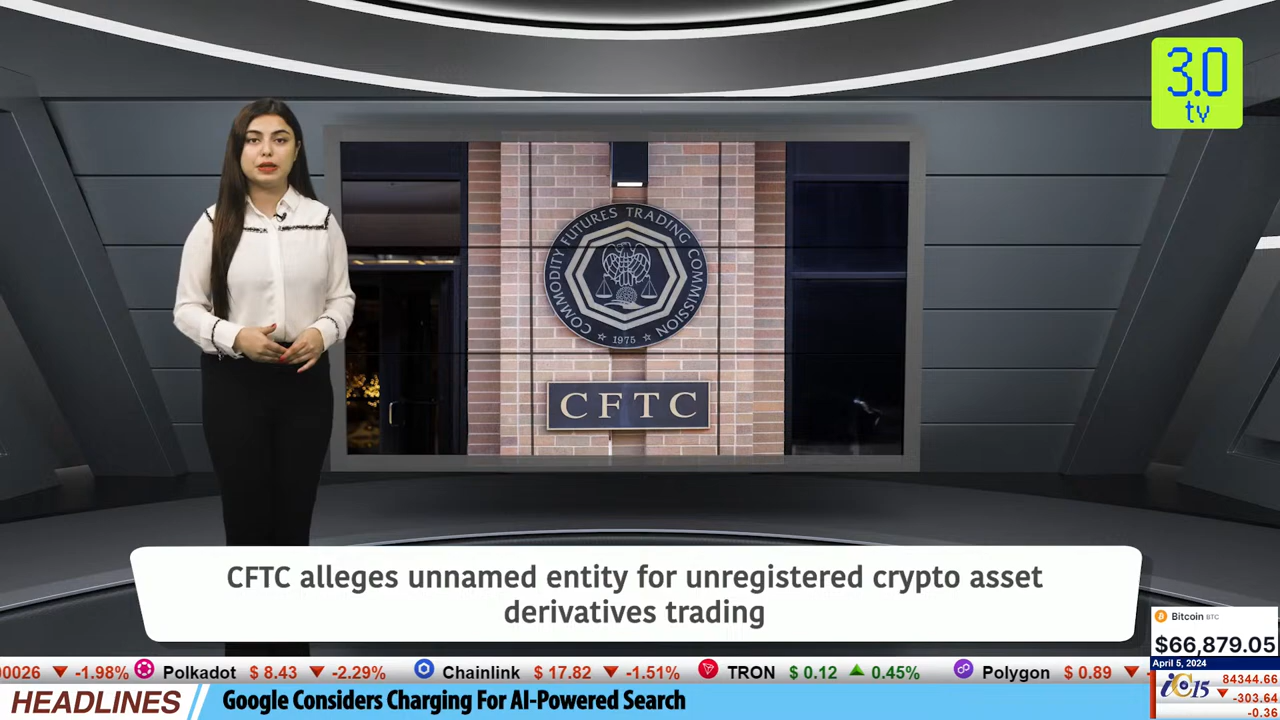 3.0
tv
COMMODITY FUTURES TRADING COMMISSION
1975
CFTC
CFTC alleges unnamed entity for unregistered crypto asset
derivatives trading
Bitcoin BTC
$66,879.05
April 5, 2024
00026 ▼ -1.98% Polkadot $ 8.43 ▼ -2.29% Chainlink $ 17.82 ▼ -1.51% TRON $ 0.12 ▲ 0.45% Polygon $ 0.89 ▼ -
iC15 84344.66
▼ -303.64
-0.36
HEADLINES Google Considers Charging For AI-Powered Search